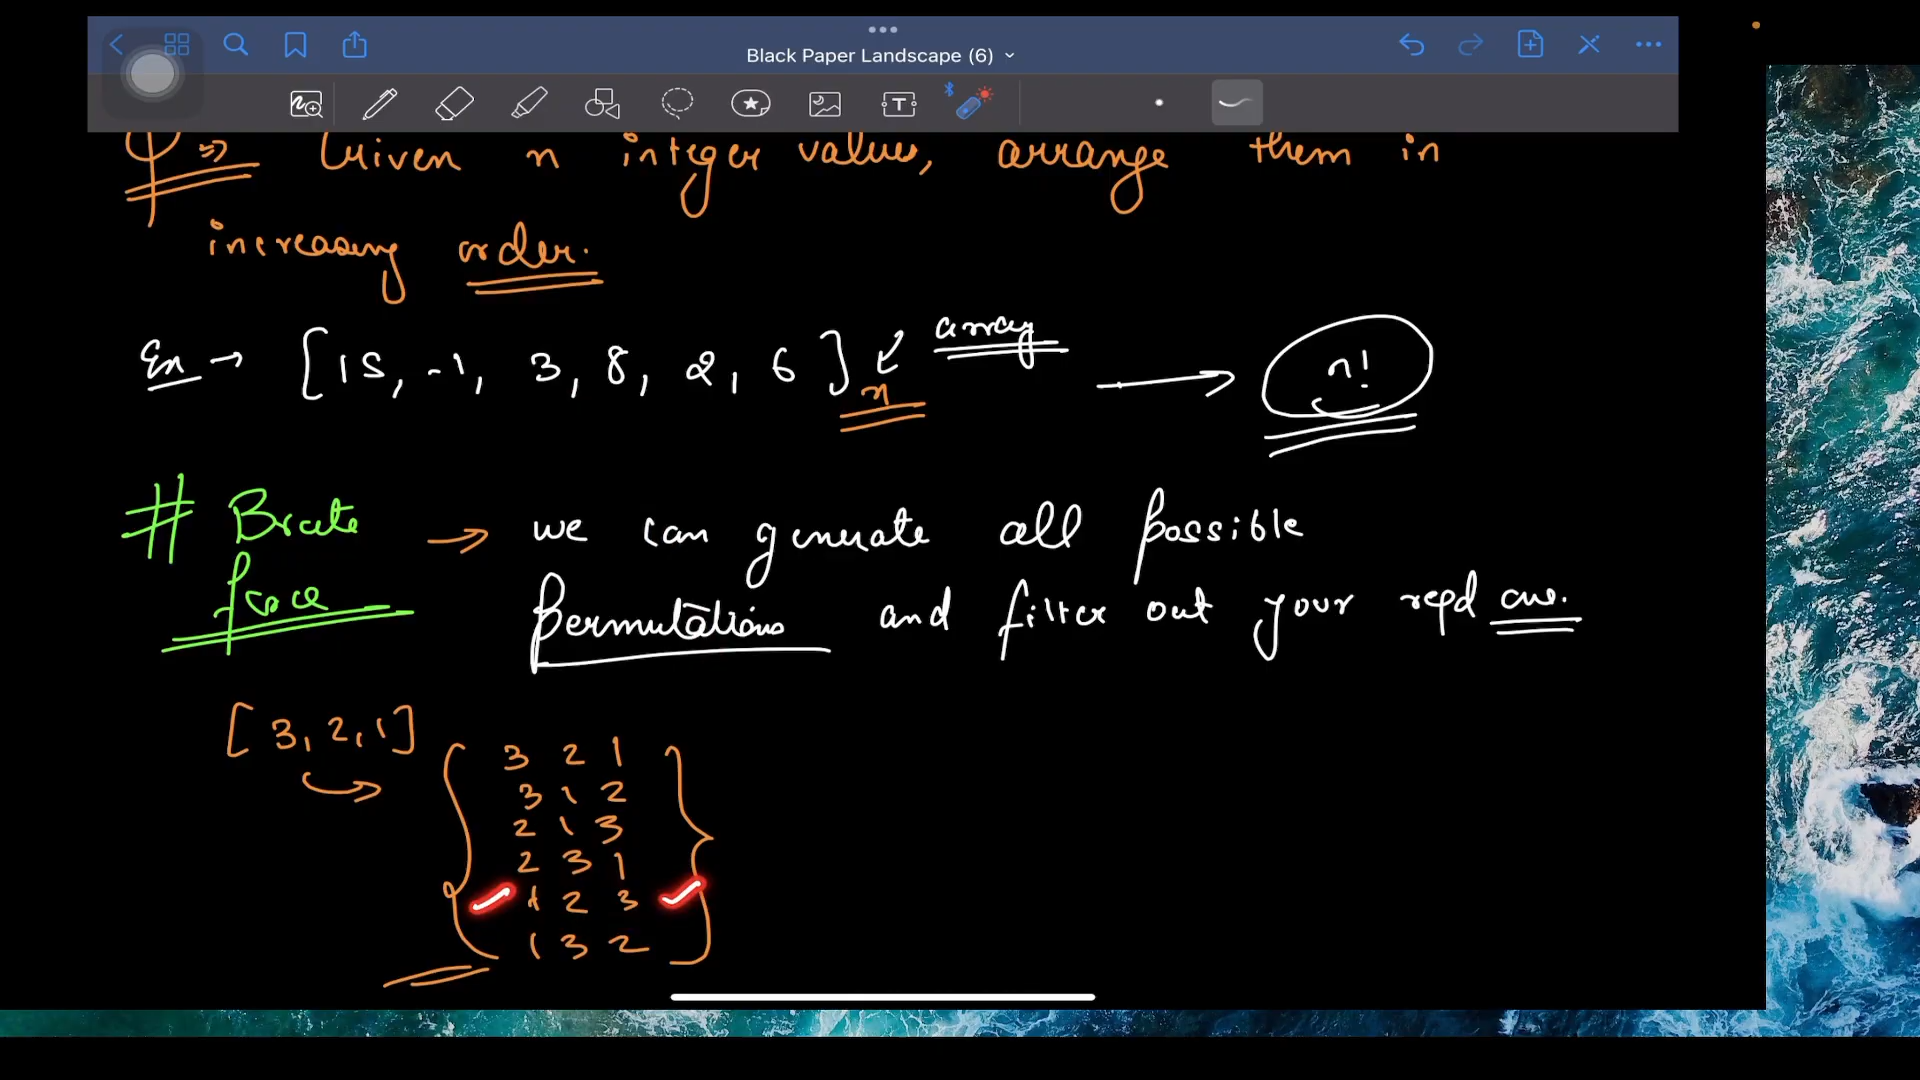 Black Paper Landscape (6)
Q => Given n integer values, arrange them in
increasing order.
Ex → [15, -1, 3, 8, 2, 6] n array → n!
# Brute → we can generate all possible
force permutations and filter out your reqd ans.
[3, 2, 1]
3 2 1
3 1 2
2 1 3
2 3 1
1 2 3
1 3 2